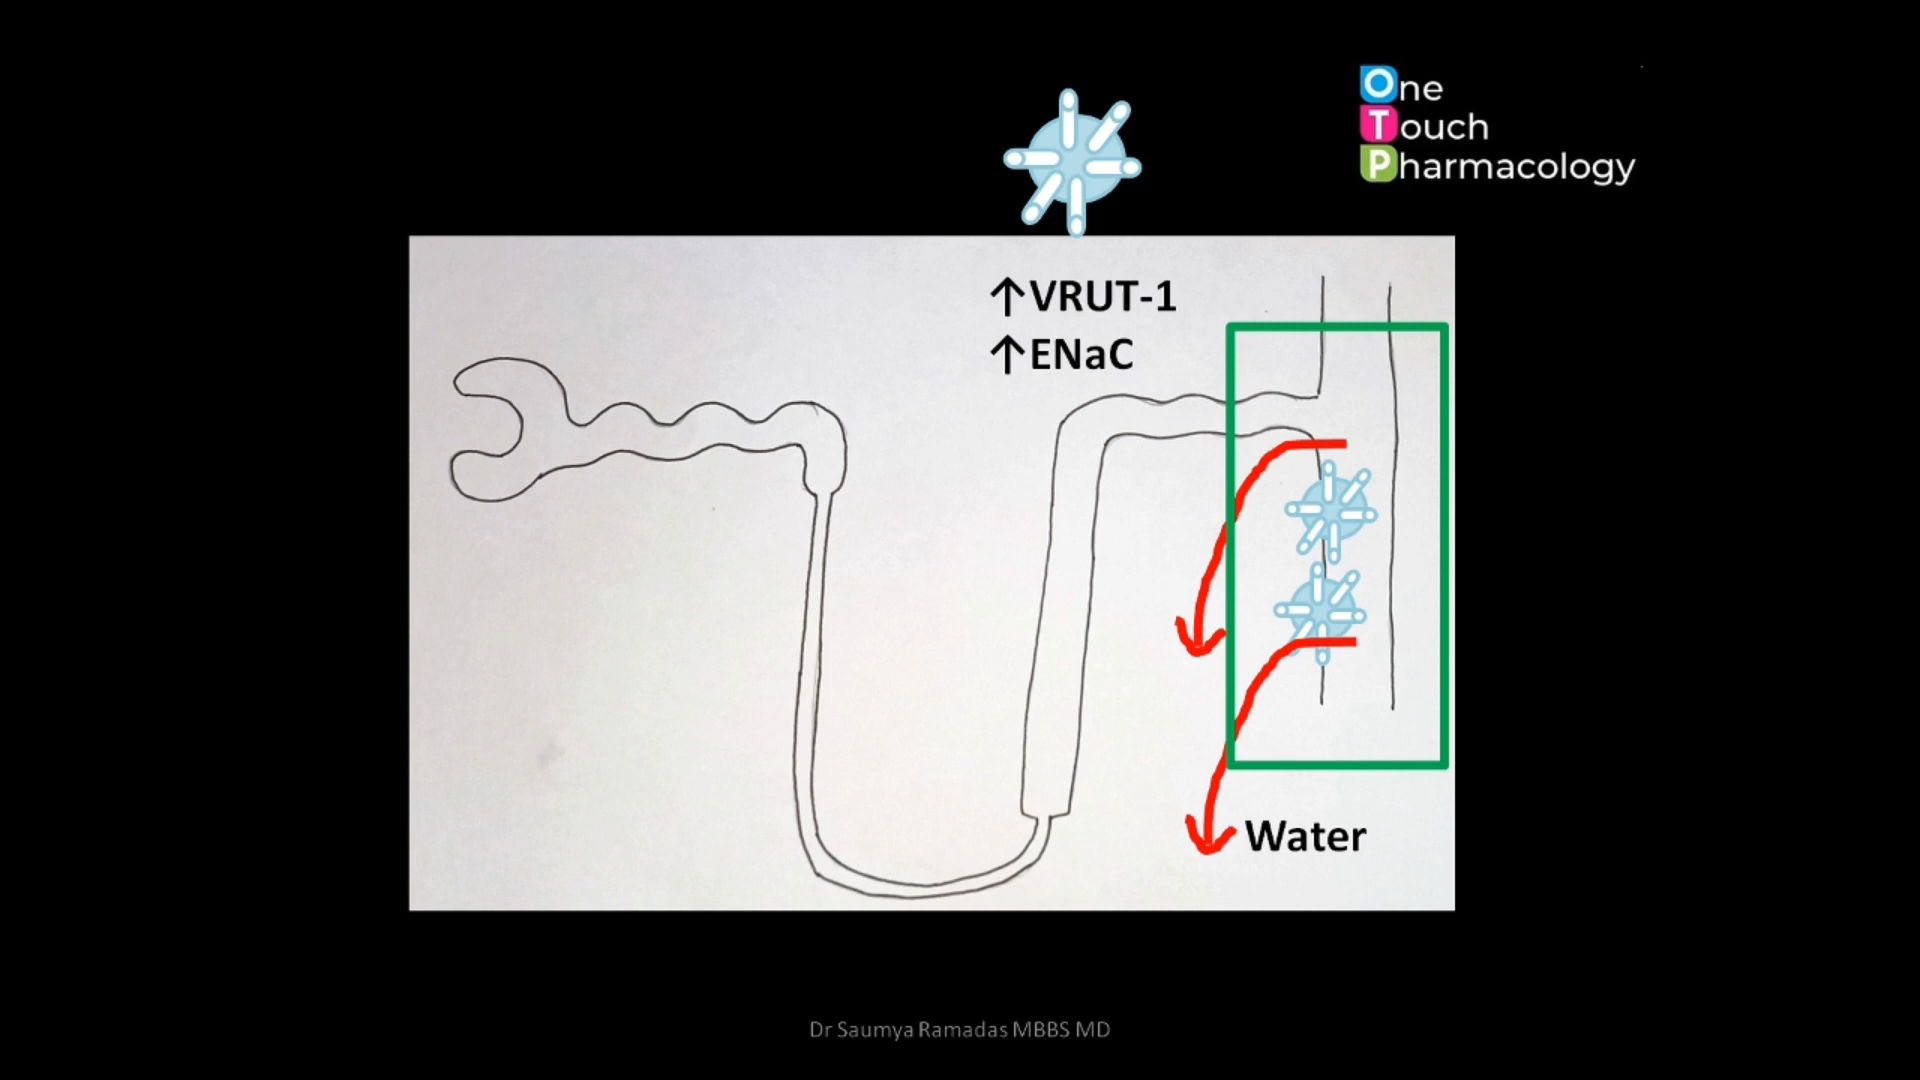 One
Touch
Pharmacology
↑VRUT-1
↑ENaC
Water
Dr Saumya Ramadas MBBS MD